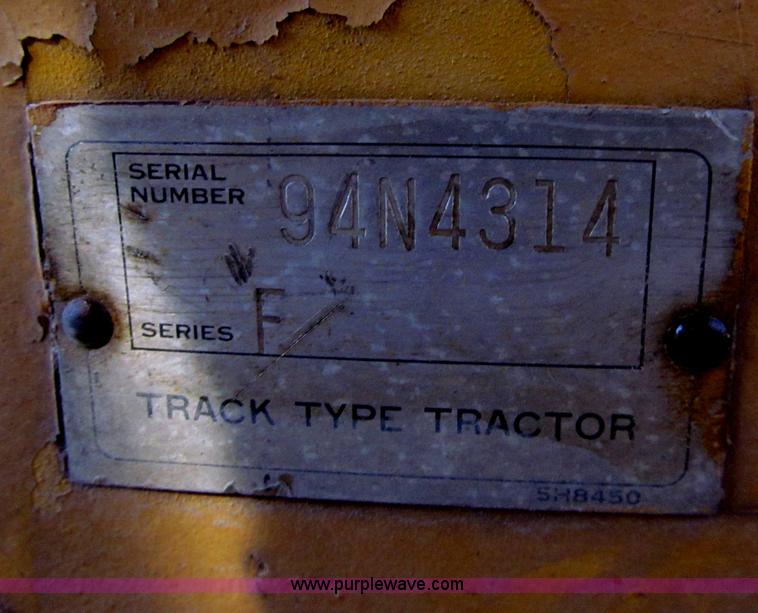 SERIAL
NUMBER 94N4314
SERIES F
TRACK TYPE TRACTOR
5H8450
www.purplewave.com